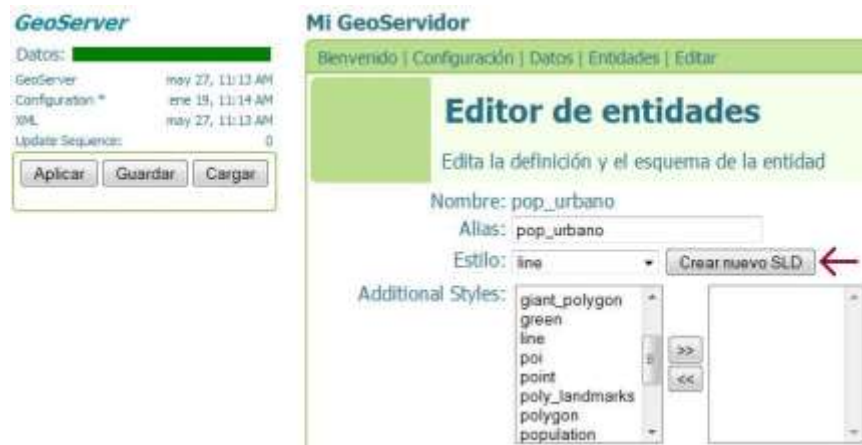 GeoServer
Datos:
GeoServer may 27, 11:13 AM
Configuration * ene 19, 11:14 AM
XML may 27, 11:13 AM
Update Sequence: 0
Aplicar Guardar Cargar
Mi GeoServidor
Bienvenido | Configuración | Datos | Entidades | Editar
Editor de entidades
Edita la definición y el esquema de la entidad
Nombre: pop_urbano
Alias: pop_urbano
Estilo: line Crear nuevo SLD
Additional Styles:
giant_polygon
green
line
poi
point
poly_landmarks
polygon
population
>>
<<